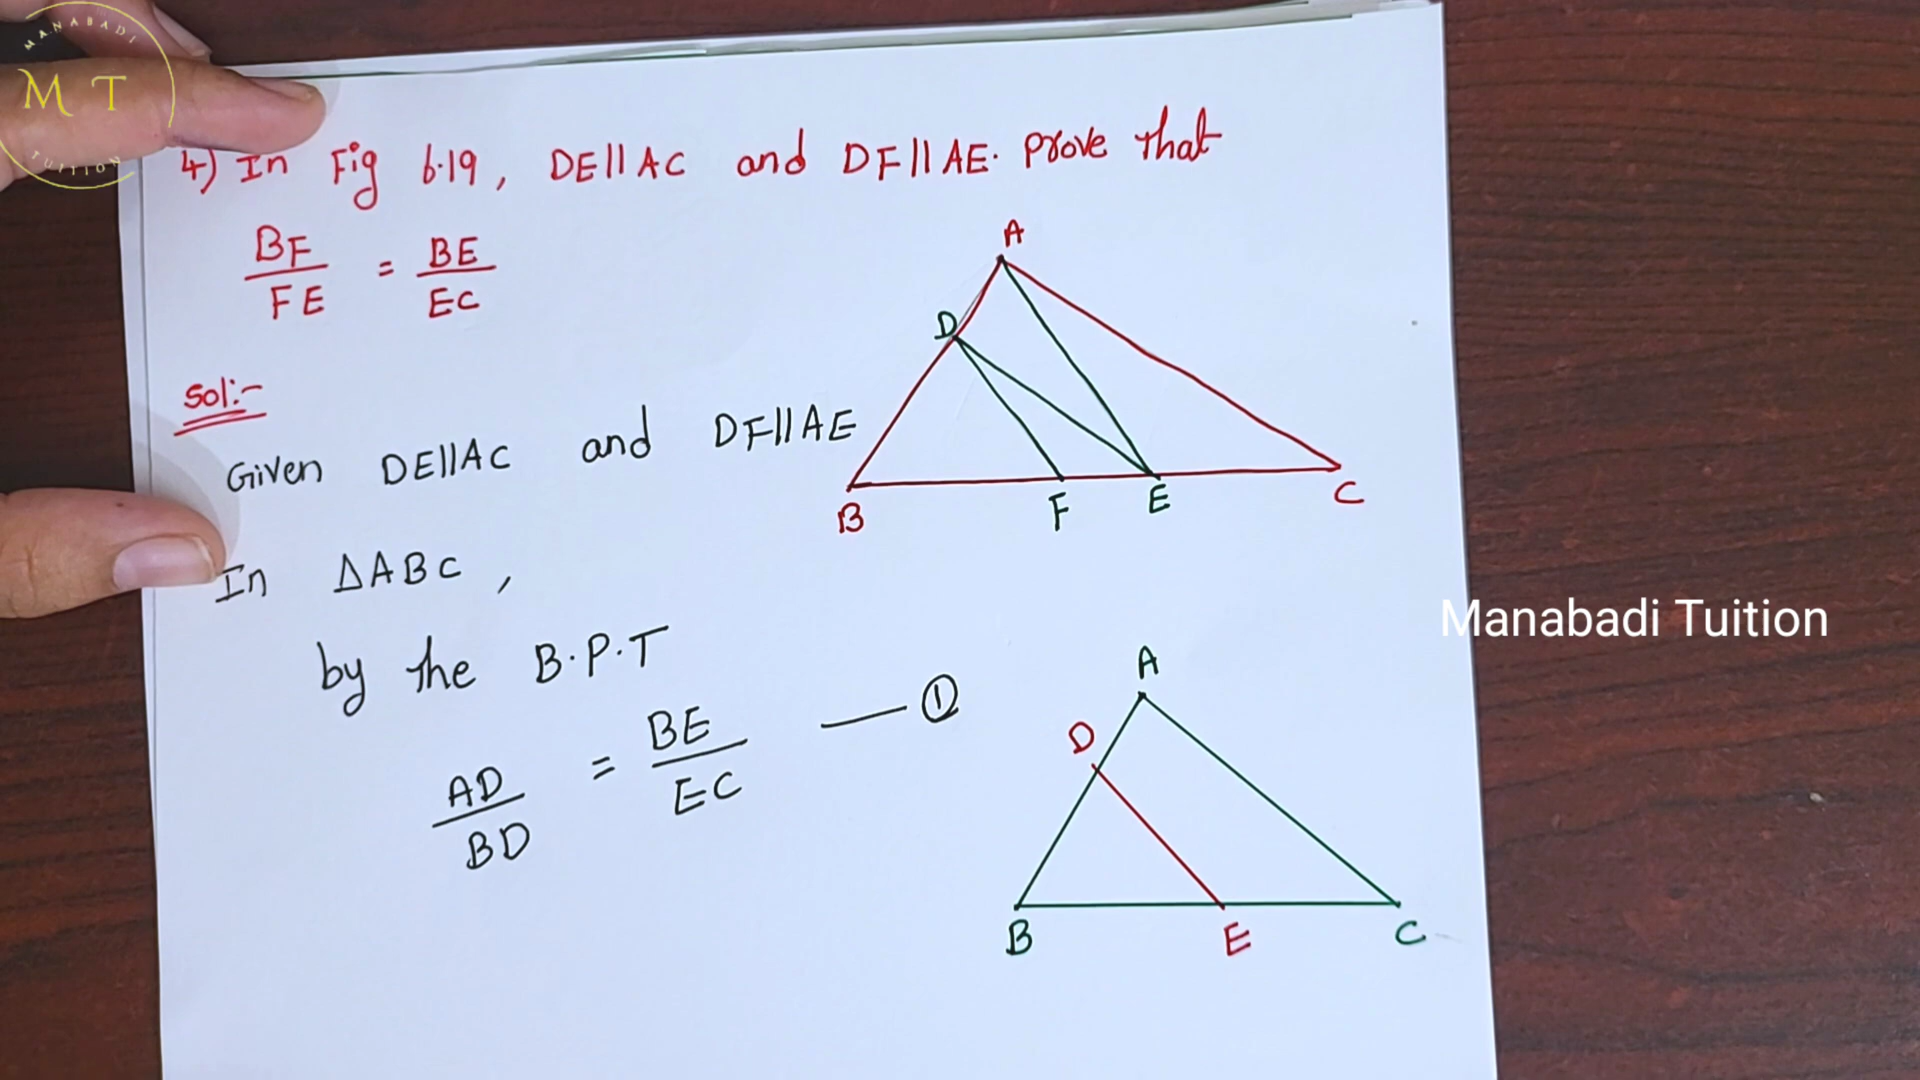 MANABADI
M T
TUITION
4) In Fig 6.19, DE||AC and DF||AE. Prove that
BF/FE = BE/EC
A
D
B F E C
Sol:-
Given DE||AC and DF||AE
In ΔABC,
by the B.P.T
AD/BD = BE/EC — ①
Manabadi Tuition
A
D
B E C